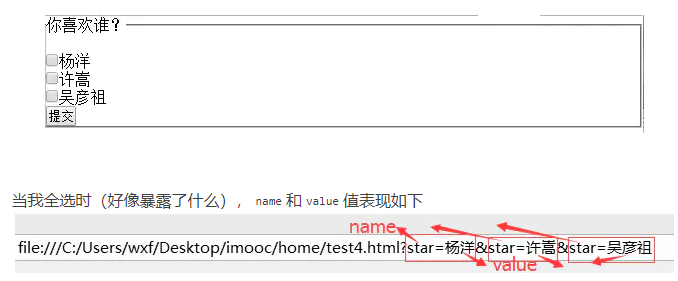 你喜欢谁？
杨洋
许嵩
吴彦祖
提交
当我全选时（好像暴露了什么）， name 和 value 值表现如下
name
file:///C:/Users/wxf/Desktop/imooc/home/test4.html?star=杨洋&star=许嵩&star=吴彦祖
value